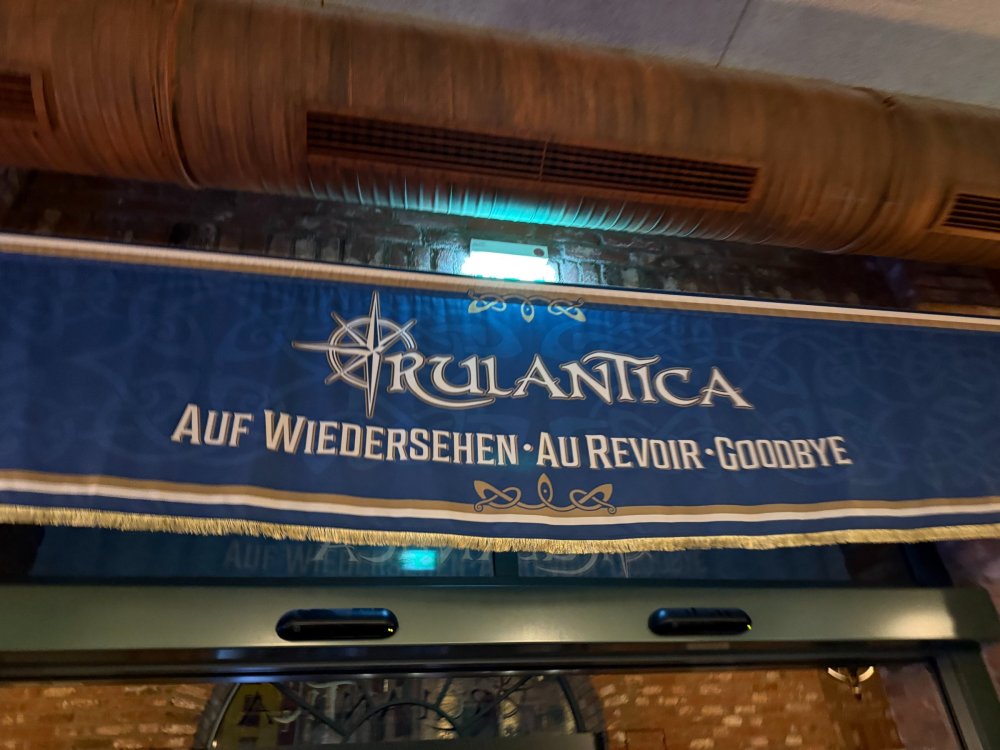 RULANTICA
AUF WIEDERSEHEN · AU REVOIR · GOODBYE